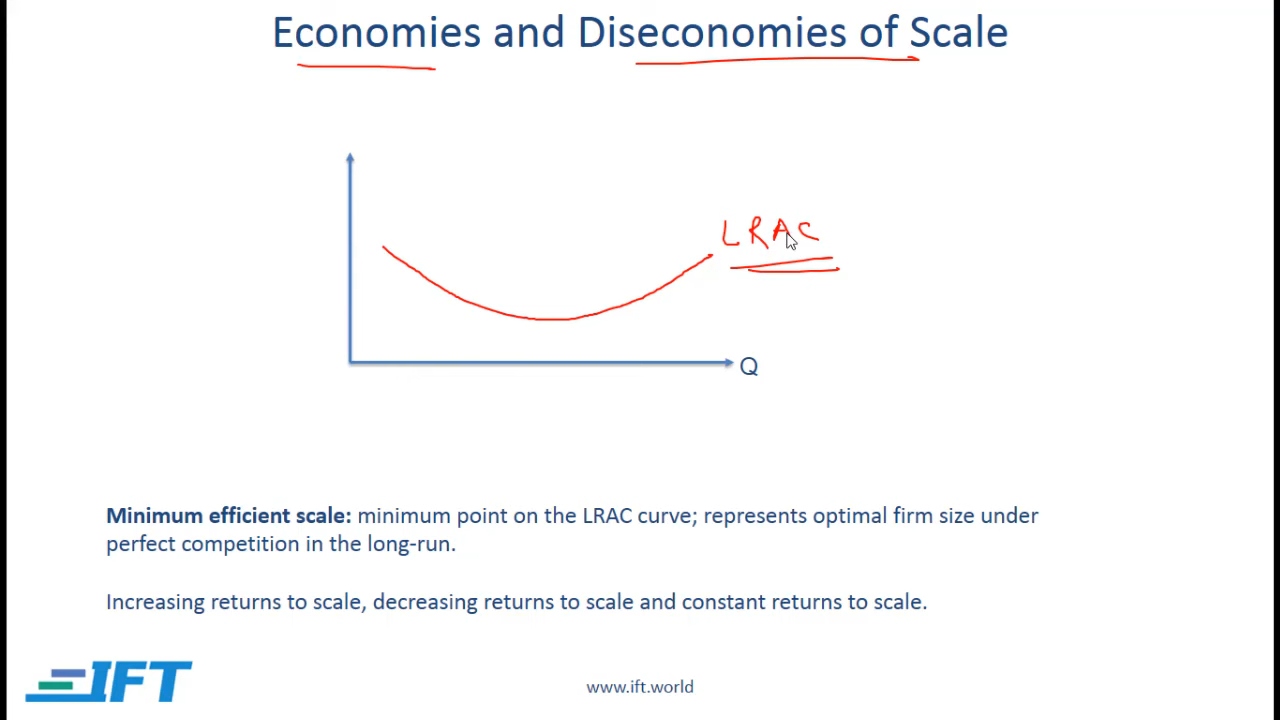 Economies and Diseconomies of Scale
LRAC
Q
Minimum efficient scale: minimum point on the LRAC curve; represents optimal firm size under
perfect competition in the long-run.
Increasing returns to scale, decreasing returns to scale and constant returns to scale.
IFT
www.ift.world